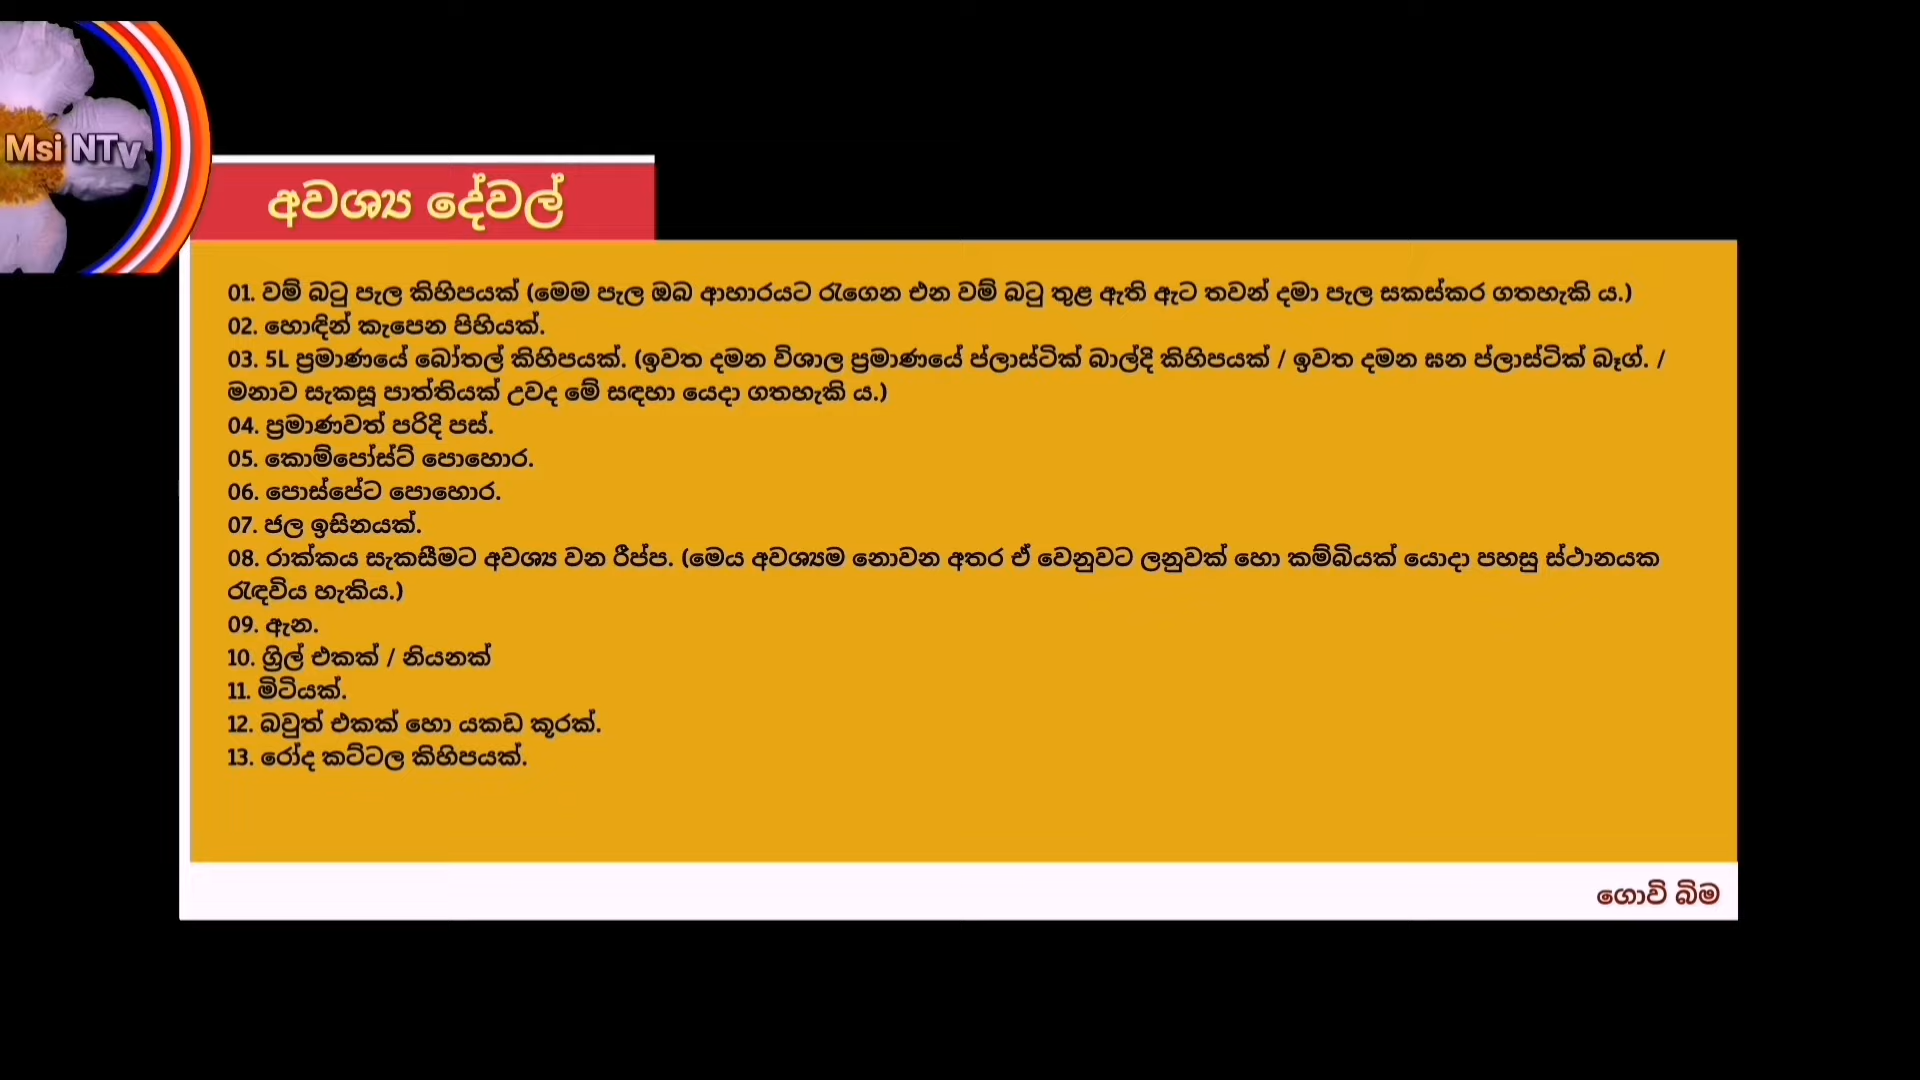 Msi NTv
අවශ්‍ය දේවල්
01. වම් බටු පැල කිහිපයක් (මෙම පැල ඔබ ආහාරයට රැගෙන එන වම් බටු තුළ ඇති ඇට තවන් දමා පැල සකස්කර ගතහැකි ය.)
02. හොඳින් කැපෙන පිහියක්.
03. 5L ප්‍රමාණයේ බෝතල් කිහිපයක්. (ඉවත දමන විශාල ප්‍රමාණයේ ප්ලාස්ටික් බාල්දි කිහිපයක් / ඉවත දමන ඝන ප්ලාස්ටික් බෑග්. /
මනාව සැකසූ පාත්තියක් උවද මේ සඳහා යෙදා ගතහැකි ය.)
04. ප්‍රමාණවත් පරිදි පස්.
05. කොම්පෝස්ට් පොහොර.
06. පොස්පේට පොහොර.
07. ජල ඉසිනයක්.
08. රාක්කය සැකසීමට අවශ්‍ය වන රීප්ප. (මෙය අවශ්‍යම නොවන අතර ඒ වෙනුවට ලනුවක් හො කම්බියක් යොදා පහසු ස්ථානයක
රැඳවිය හැකිය.)
09. ඇන.
10. ග්‍රිල් එකක් / නියනක්
11. මිටියක්.
12. බවුත් එකක් හො යකඩ කූරක්.
13. රෝද කට්ටල කිහිපයක්.
ගොවි බිම